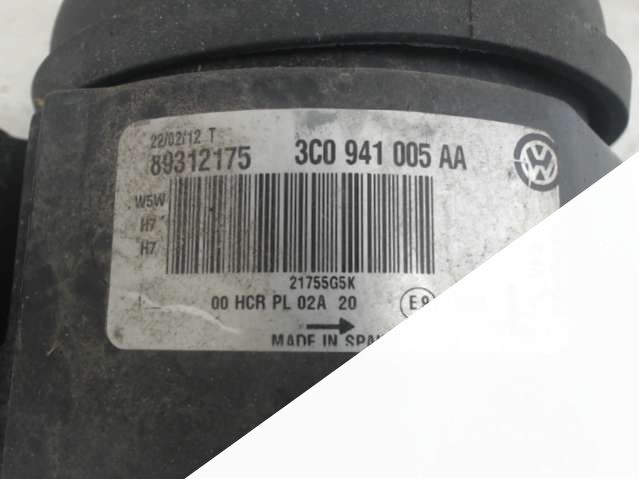 22/02/12 T
89312175 3C0 941 005 AA
W5W
H7
H7
21755G5K
00 HCR PL 02A 20 E9
MADE IN